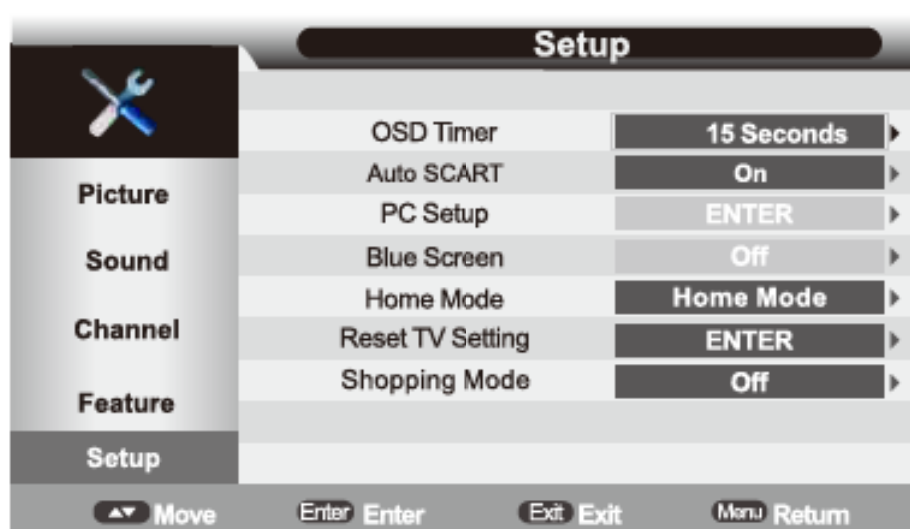 Setup
OSD Timer 15 Seconds
Auto SCART On
PC Setup ENTER
Blue Screen Off
Home Mode Home Mode
Reset TV Setting ENTER
Shopping Mode Off
Picture
Sound
Channel
Feature
Setup
Move Enter Enter Exit Exit Menu Return